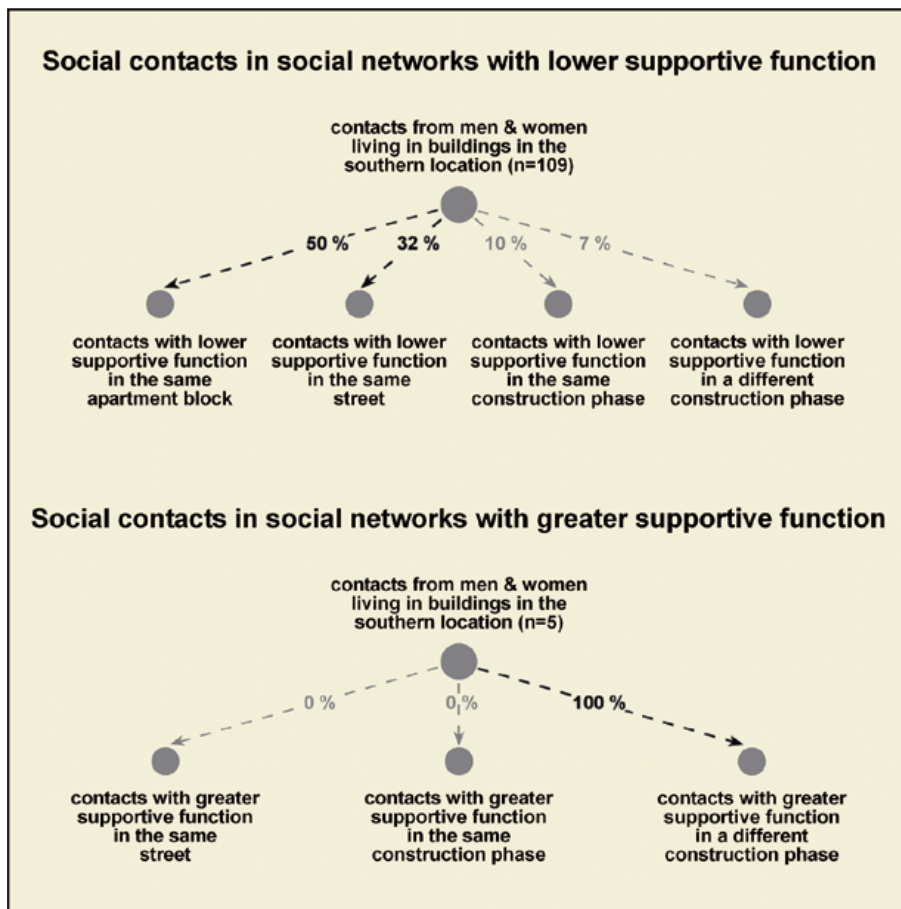 Social contacts in social networks with lower supportive function
contacts from men & women
living in buildings in the
southern location (n=109)
50 % 32 % 10 % 7 %
contacts with lower
supportive function
in the same
apartment block
contacts with lower
supportive function
in the same
street
contacts with lower
supportive function
in the same
construction phase
contacts with lower
supportive function
in a different
construction phase
Social contacts in social networks with greater supportive function
contacts from men & women
living in buildings in the
southern location (n=5)
0 % 0 % 100 %
contacts with greater
supportive function
in the same
street
contacts with greater
supportive function
in the same
construction phase
contacts with greater
supportive function
in a different
construction phase